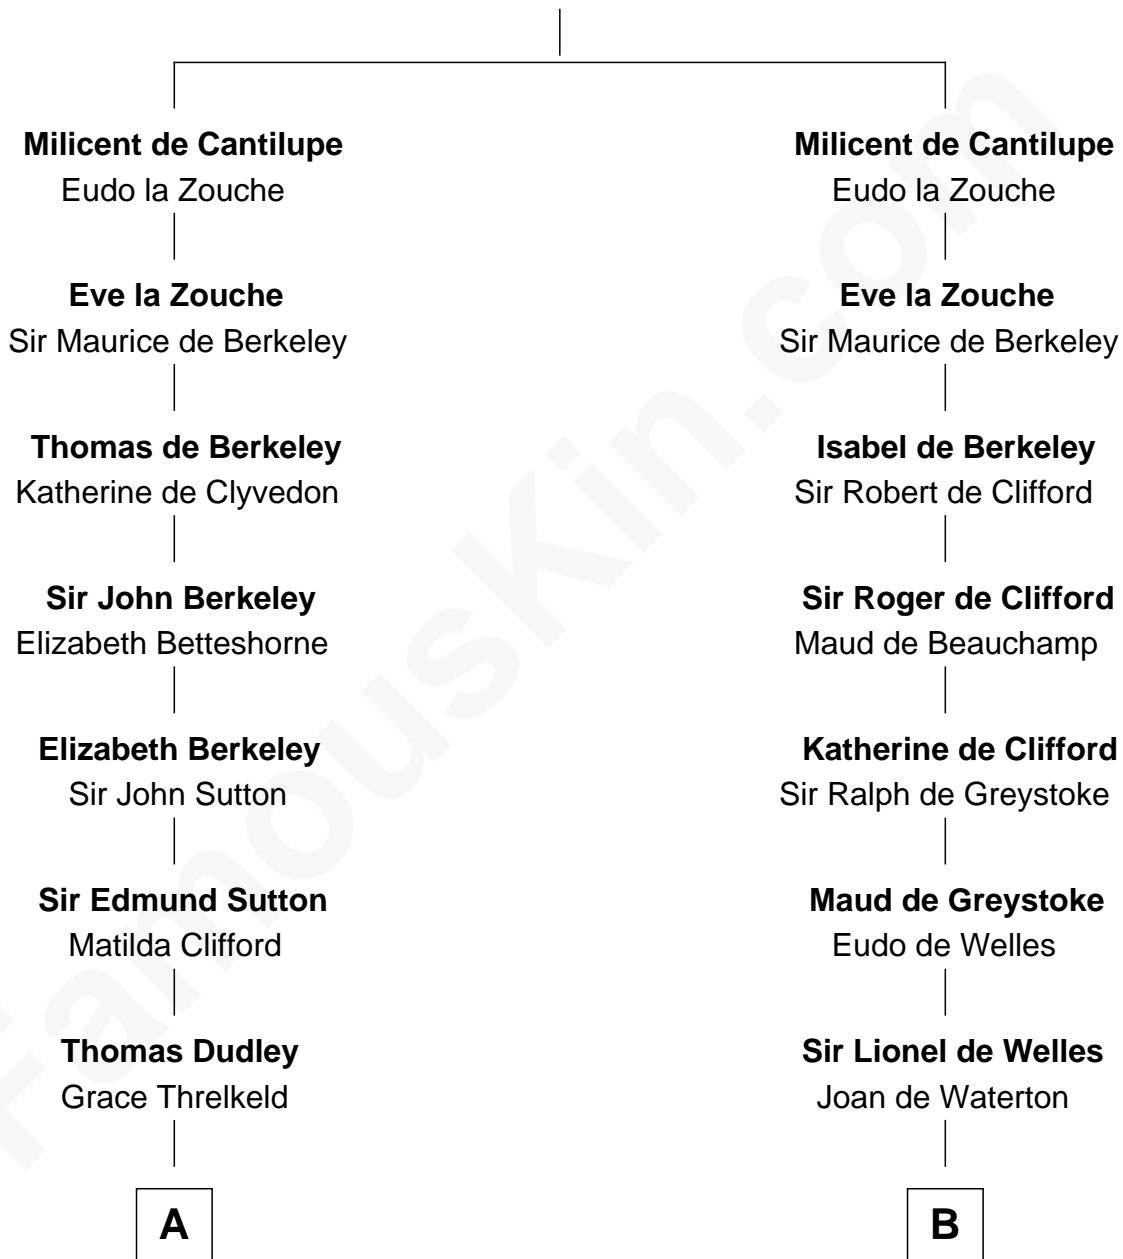 Milicent de Cantilupe
Eudo la Zouche
Eve la Zouche
Sir Maurice de Berkeley
Thomas de Berkeley
Katherine de Clyvedon
Sir John Berkeley
Elizabeth Betteshorne
Elizabeth Berkeley
Sir John Sutton
Sir Edmund Sutton
Matilda Clifford
Thomas Dudley
Grace Threlkeld
A
Milicent de Cantilupe
Eudo la Zouche
Eve la Zouche
Sir Maurice de Berkeley
Isabel de Berkeley
Sir Robert de Clifford
Sir Roger de Clifford
Maud de Beauchamp
Katherine de Clifford
Sir Ralph de Greystoke
Maud de Greystoke
Eudo de Welles
Sir Lionel de Welles
Joan de Waterton
B
FamousKin.com